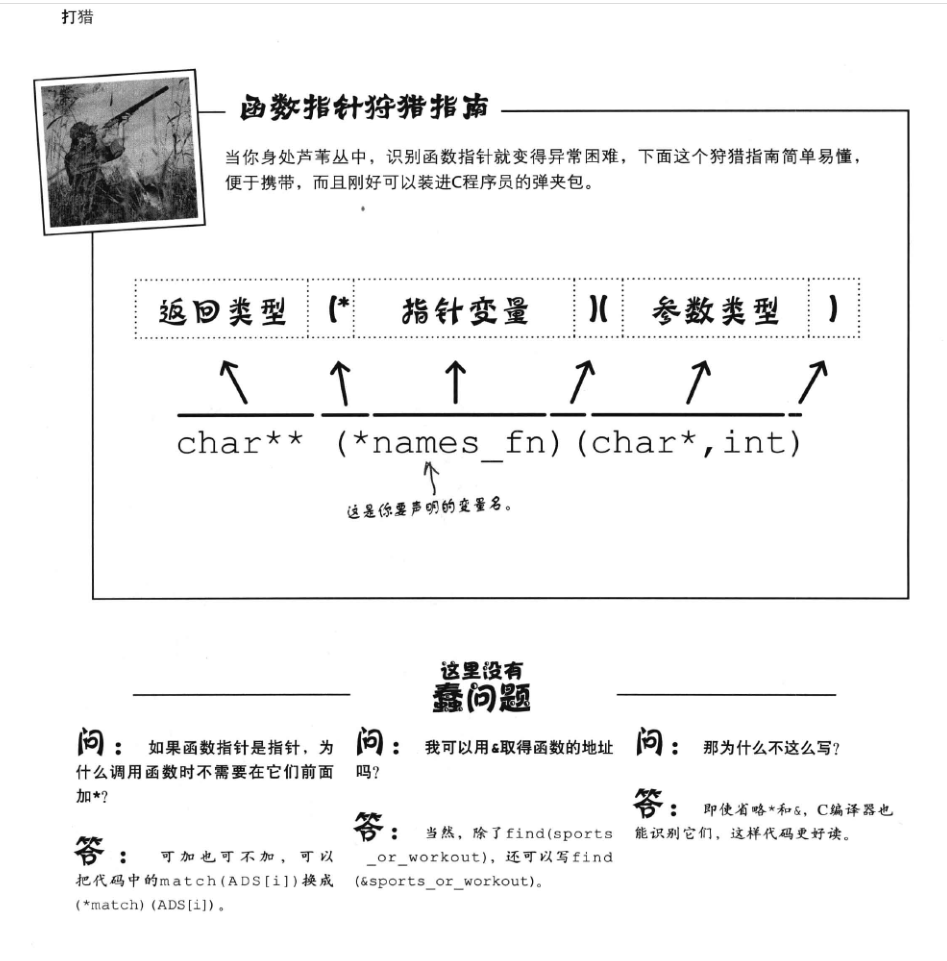 打猎
函数指针狩猎指南
当你身处芦苇丛中，识别函数指针就变得异常困难，下面这个狩猎指南简单易懂，
便于携带，而且刚好可以装进C程序员的弹夹包。
返回类型 (* 指针变量 )( 参数类型 )
char** (*names_fn)(char*,int)
这是你要声明的变量名。
这里没有
蠢问题
问： 如果函数指针是指针，为
什么调用函数时不需要在它们前面
加*?
答： 可加也可不加，可以
把代码中的match(ADS[i])换成
(*match)(ADS[i])。
问： 我可以用&取得函数的地址
吗?
答： 当然，除了find(sports
_or_workout)，还可以写find
(&sports_or_workout)。
问： 那为什么不这么写?
答： 即使省略*和&，C编译器也
能识别它们，这样代码更好读。